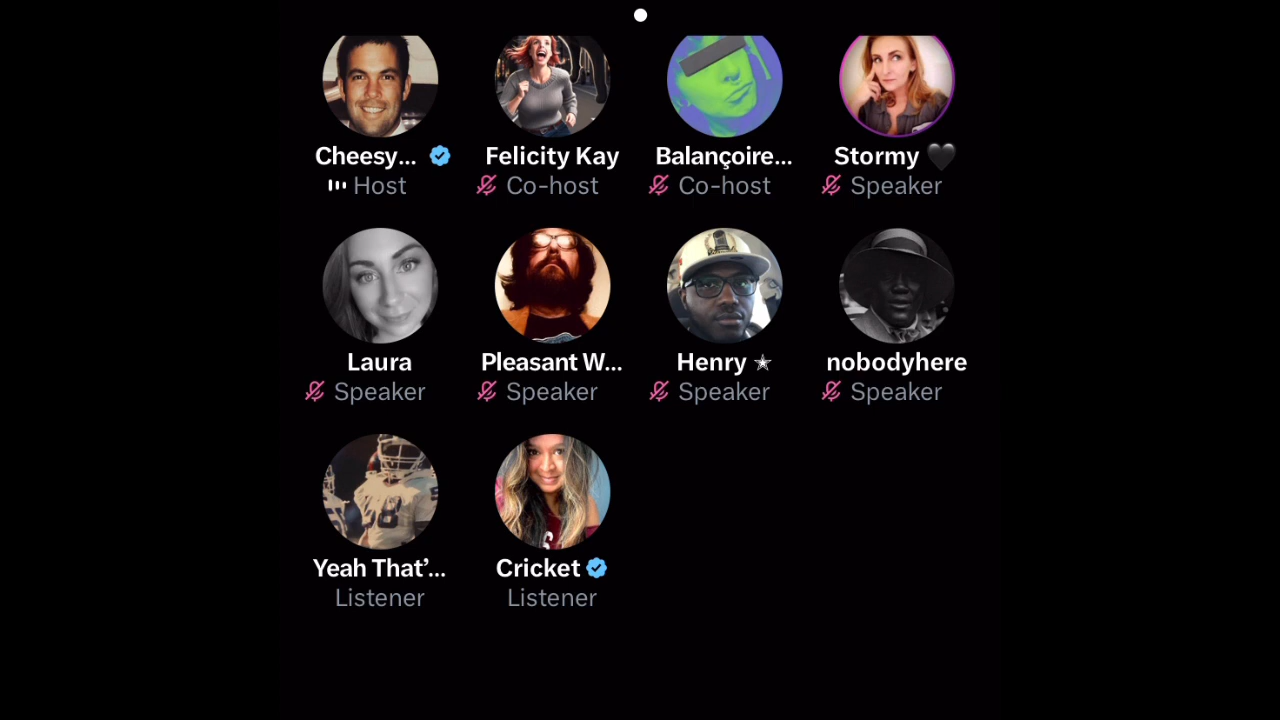 Cheesy... Felicity Kay Balançoire... Stormy 🖤
Host Co-host Co-host Speaker
Laura Pleasant W... Henry ✭ nobodyhere
Speaker Speaker Speaker Speaker
98
Yeah That’... Cricket
Listener Listener